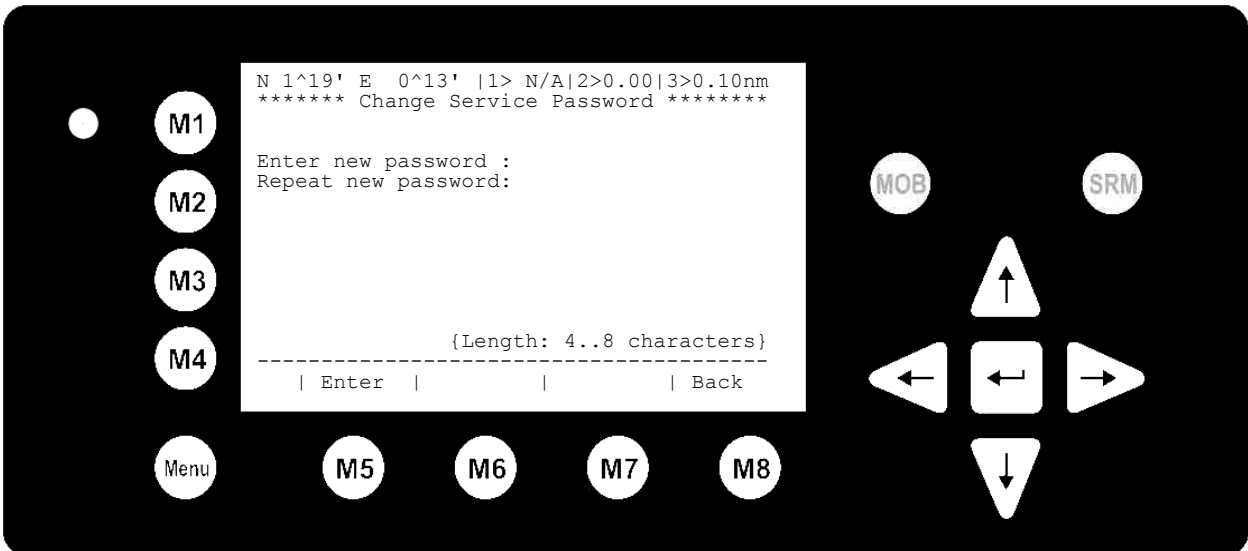 N 1^19' E  0^13' |1> N/A|2>0.00|3>0.10nm
******* Change Service Password ********
Enter new password :
Repeat new password:
{Length: 4..8 characters}
----------------------------------------
| Enter  |         |         | Back
M1
M2
M3
M4
Menu
M5
M6
M7
M8
MOB
SRM